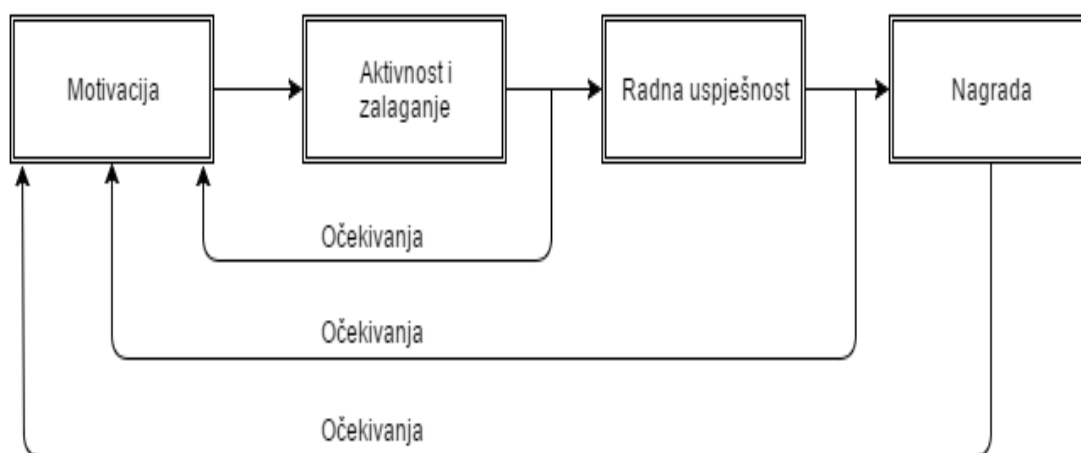 Motivacija
Aktivnost i
zalaganje
Radna uspješnost
Nagrada
Očekivanja
Očekivanja
Očekivanja